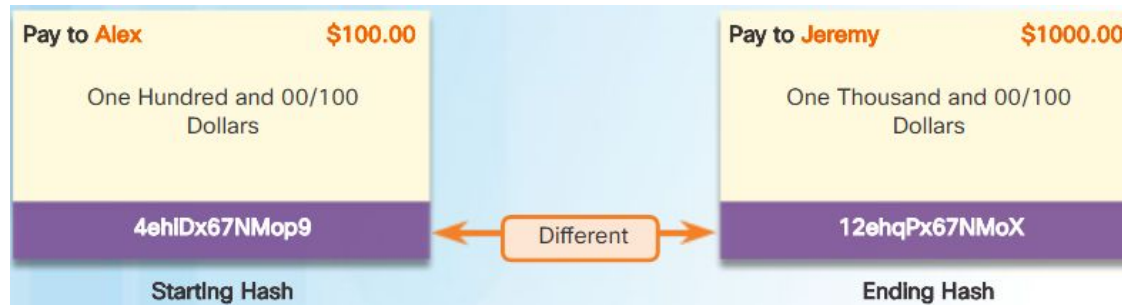 Pay to Alex $100.00
One Hundred and 00/100
Dollars
4ehIDx67NMop9
Starting Hash
Different
Pay to Jeremy $1000.00
One Thousand and 00/100
Dollars
12ehqPx67NMoX
Ending Hash